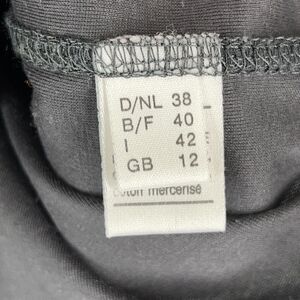 D/NL 38
B/F 40
I 42
GB 12
coton mercerisé